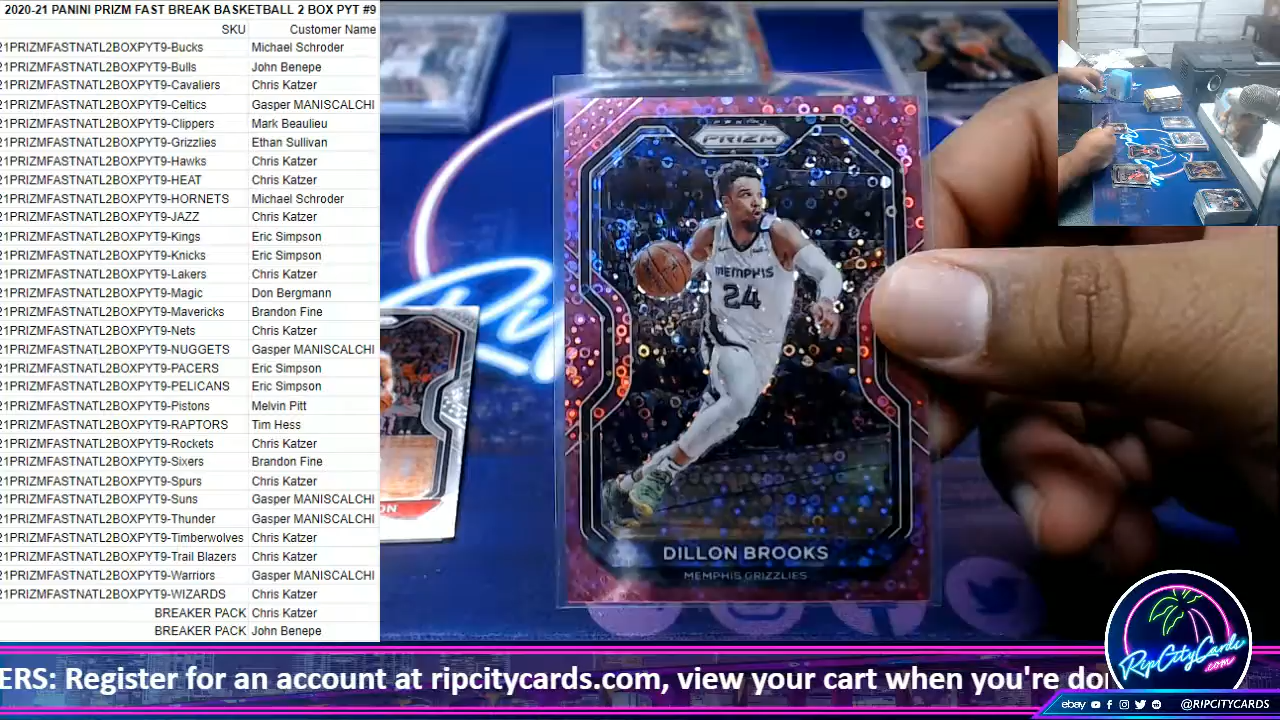 2020-21 PANINI PRIZM FAST BREAK BASKETBALL 2 BOX PYT #9
SKU Customer Name
21PRIZMFASTNATL2BOXPYT9-Bucks Michael Schroder
21PRIZMFASTNATL2BOXPYT9-Bulls John Benepe
21PRIZMFASTNATL2BOXPYT9-Cavaliers Chris Katzer
21PRIZMFASTNATL2BOXPYT9-Celtics Gasper MANISCALCHI
21PRIZMFASTNATL2BOXPYT9-Clippers Mark Beaulieu
21PRIZMFASTNATL2BOXPYT9-Grizzlies Ethan Sullivan
21PRIZMFASTNATL2BOXPYT9-Hawks Chris Katzer
21PRIZMFASTNATL2BOXPYT9-HEAT Chris Katzer
21PRIZMFASTNATL2BOXPYT9-HORNETS Michael Schroder
21PRIZMFASTNATL2BOXPYT9-JAZZ Chris Katzer
21PRIZMFASTNATL2BOXPYT9-Kings Eric Simpson
21PRIZMFASTNATL2BOXPYT9-Knicks Eric Simpson
21PRIZMFASTNATL2BOXPYT9-Lakers Chris Katzer
21PRIZMFASTNATL2BOXPYT9-Magic Don Bergmann
21PRIZMFASTNATL2BOXPYT9-Mavericks Brandon Fine
21PRIZMFASTNATL2BOXPYT9-Nets Chris Katzer
21PRIZMFASTNATL2BOXPYT9-NUGGETS Gasper MANISCALCHI
21PRIZMFASTNATL2BOXPYT9-PACERS Eric Simpson
21PRIZMFASTNATL2BOXPYT9-PELICANS Eric Simpson
21PRIZMFASTNATL2BOXPYT9-Pistons Melvin Pitt
21PRIZMFASTNATL2BOXPYT9-RAPTORS Tim Hess
21PRIZMFASTNATL2BOXPYT9-Rockets Chris Katzer
21PRIZMFASTNATL2BOXPYT9-Sixers Brandon Fine
21PRIZMFASTNATL2BOXPYT9-Spurs Chris Katzer
21PRIZMFASTNATL2BOXPYT9-Suns Gasper MANISCALCHI
21PRIZMFASTNATL2BOXPYT9-Thunder Gasper MANISCALCHI
21PRIZMFASTNATL2BOXPYT9-Timberwolves Chris Katzer
21PRIZMFASTNATL2BOXPYT9-Trail Blazers Chris Katzer
21PRIZMFASTNATL2BOXPYT9-Warriors Gasper MANISCALCHI
21PRIZMFASTNATL2BOXPYT9-WIZARDS Chris Katzer
BREAKER PACK Chris Katzer
BREAKER PACK John Benepe
PANINI
PRIZM
MEMPHIS
24
DILLON BROOKS
MEMPHIS GRIZZLIES
ON
RipCityCards
.com
ERS: Register for an account at ripcitycards.com, view your cart when you're do
ebay @RIPCITYCARDS